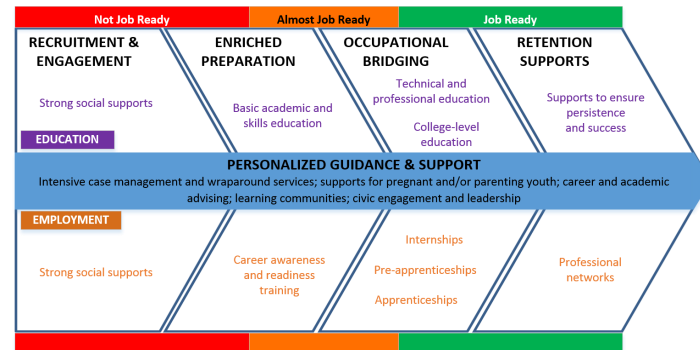 Not Job Ready
Almost Job Ready
Job Ready
RECRUITMENT &
ENGAGEMENT
ENRICHED
PREPARATION
OCCUPATIONAL
BRIDGING
RETENTION
SUPPORTS
Strong social supports
Basic academic and
skills education
Technical and
professional education
College-level
education
Supports to ensure
persistence
and success
EDUCATION
PERSONALIZED GUIDANCE & SUPPORT
Intensive case management and wraparound services; supports for pregnant and/or parenting youth; career and academic
advising; learning communities; civic engagement and leadership
EMPLOYMENT
Strong social supports
Career awareness
and readiness
training
Internships
Pre-apprenticeships
Apprenticeships
Professional
networks